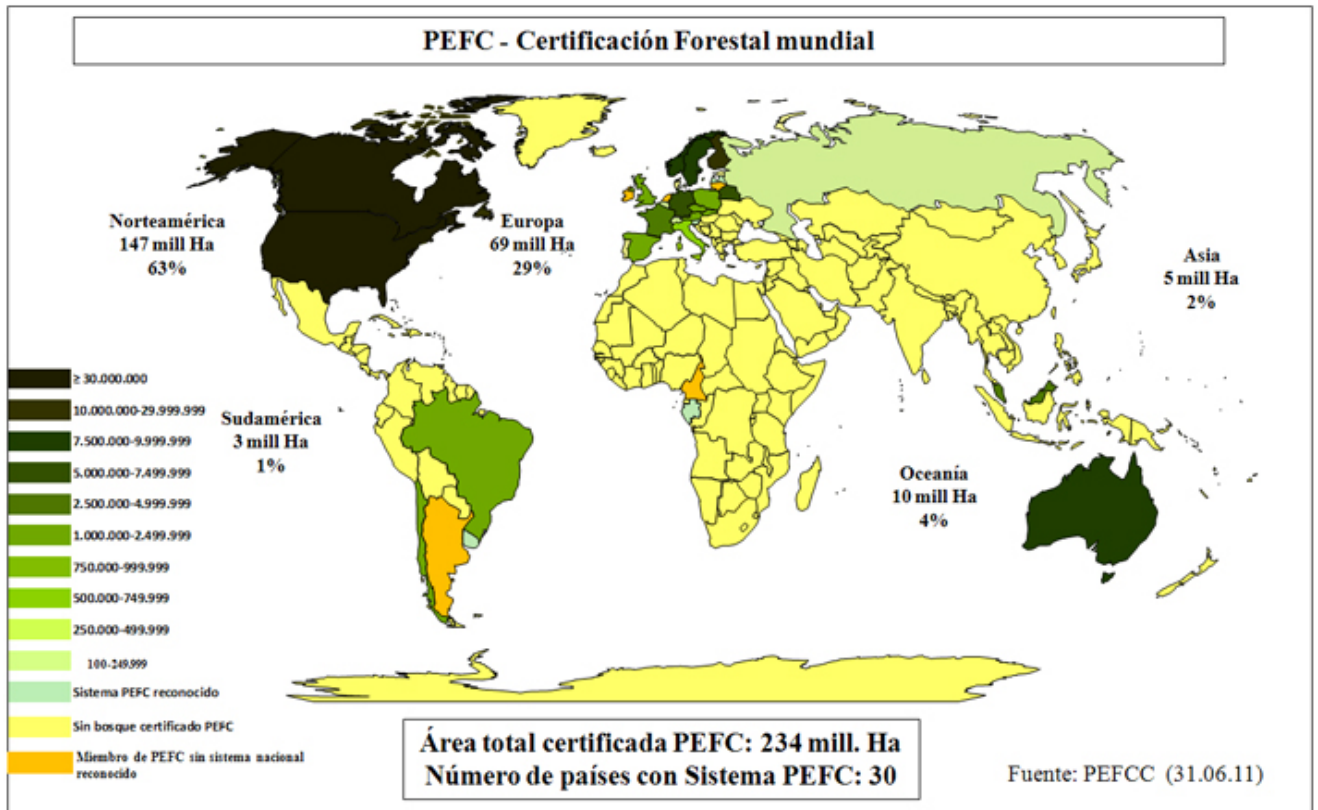 PEFC - Certificación Forestal mundial
Norteamérica
147 mill Ha
63%
Europa
69 mill Ha
29%
Asia
5 mill Ha
2%
Sudamérica
3 mill Ha
1%
Oceanía
10 mill Ha
4%
≥ 30.000.000
10.000.000-29.999.999
7.500.000-9.999.999
5.000.000-7.499.999
2.500.000-4.999.999
1.000.000-2.499.999
750.000-999.999
500.000-749.999
250.000-499.999
100-249.999
Sistema PEFC reconocido
Sin bosque certificado PEFC
Miembro de PEFC sin sistema nacional
reconocido
Área total certificada PEFC: 234 mill. Ha
Número de países con Sistema PEFC: 30
Fuente: PEFCC (31.06.11)